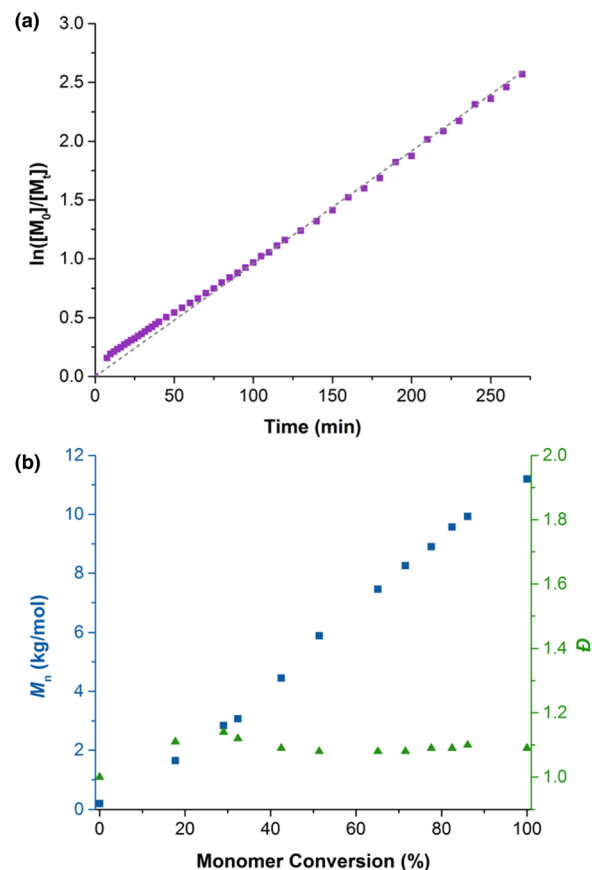 (a)
ln([M₀]/[Mₜ])
3.0
2.5
2.0
1.5
1.0
0.5
0.0
0 50 100 150 200 250
Time (min)
(b)
Mₙ (kg/mol)
12
10
8
6
4
2
0
2.0
1.8
1.6
1.4
1.2
1.0
Đ
0 20 40 60 80 100
Monomer Conversion (%)